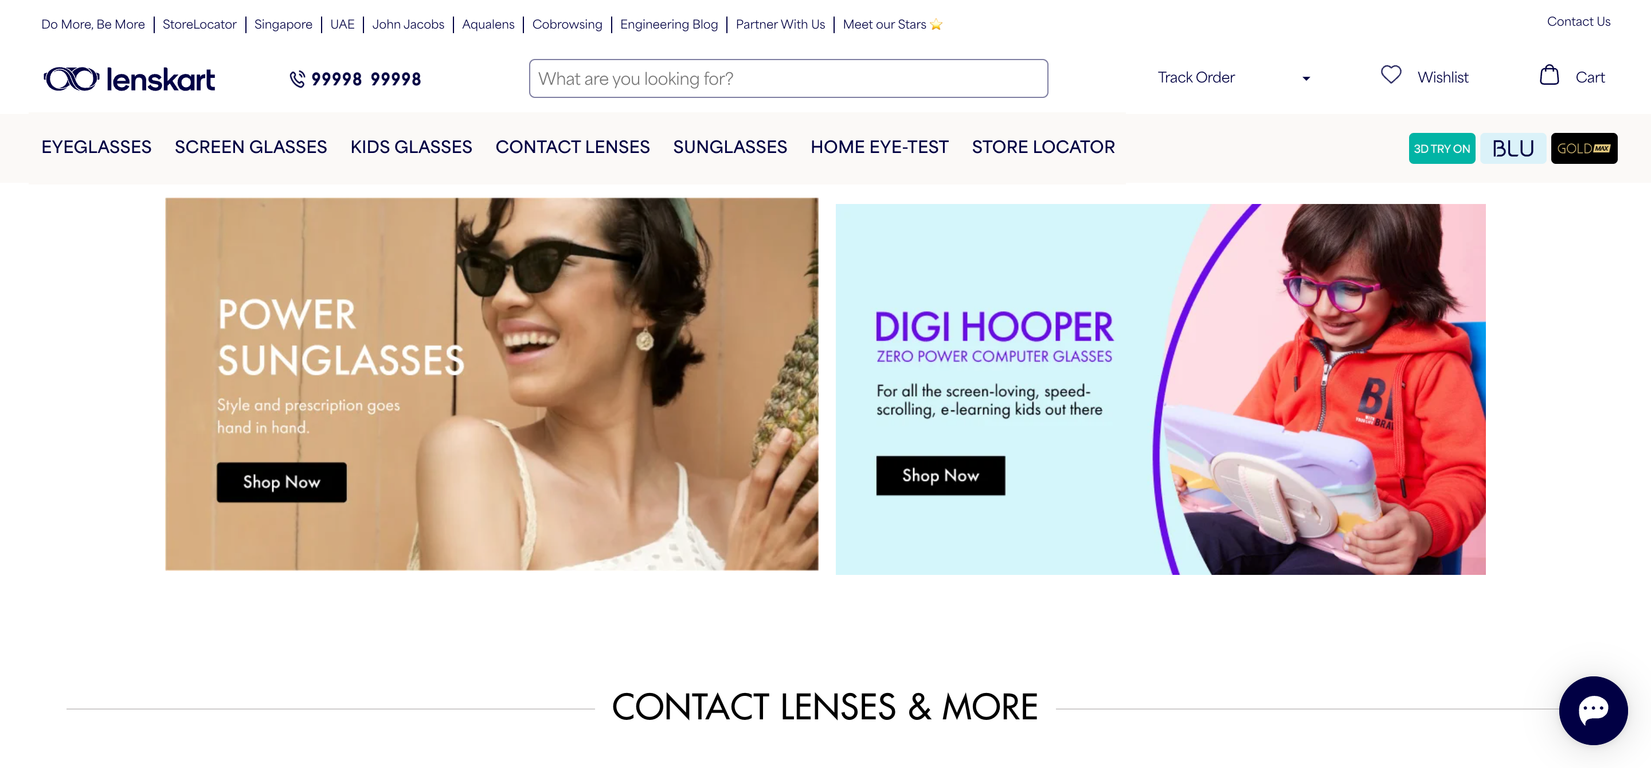 Do More, Be More | StoreLocator | Singapore | UAE | John Jacobs | Aqualens | Cobrowsing | Engineering Blog | Partner With Us | Meet our Stars ⭐ Contact Us
lenskart 99998 99998 What are you looking for? Track Order Wishlist Cart
EYEGLASSES SCREEN GLASSES KIDS GLASSES CONTACT LENSES SUNGLASSES HOME EYE-TEST STORE LOCATOR 3D TRY ON BLU GOLD MAX
POWER
SUNGLASSES
Style and prescription goes
hand in hand.
Shop Now
DIGI HOOPER
ZERO POWER COMPUTER GLASSES
For all the screen-loving, speed-
scrolling, e-learning kids out there
Shop Now
CONTACT LENSES & MORE